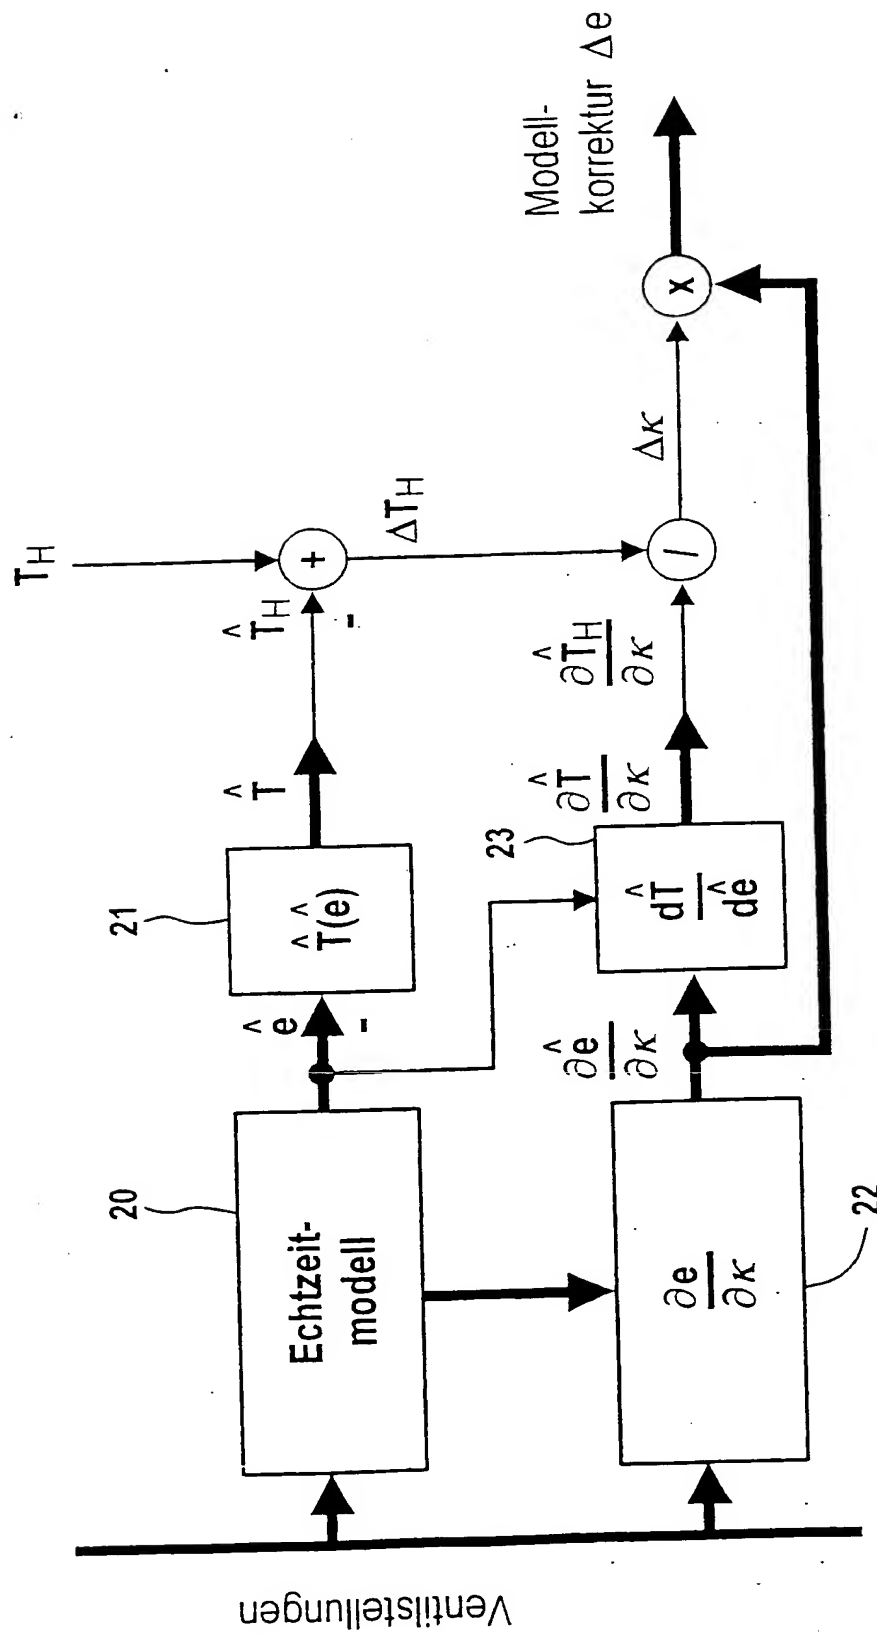 Ventilstellungen
20
Echtzeit-
modell
ê
-
21
T̂(ê)
T̂
T̂H
-
TH
+
ΔTH
22
∂e
∂κ
∂ê
∂κ
23
dT̂
dê
∂T̂
∂κ
∂T̂H
∂κ
/
Δκ
x
Modell-
korrektur Δe